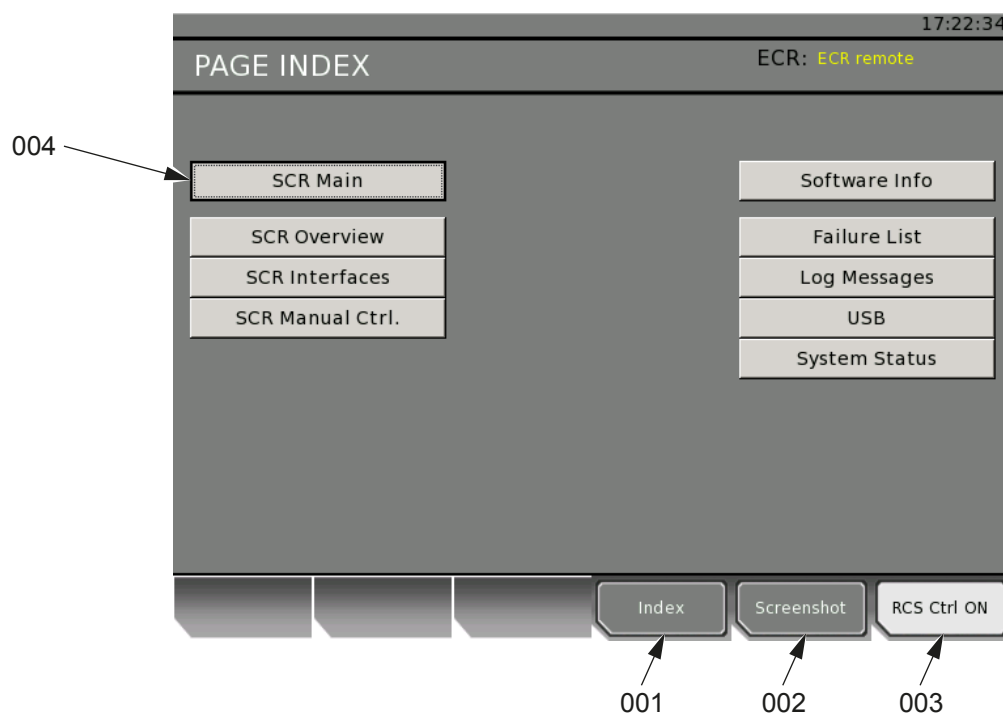 17:22:34
PAGE INDEX
ECR: ECR remote
004
SCR Main
Software Info
SCR Overview
Failure List
SCR Interfaces
Log Messages
SCR Manual Ctrl.
USB
System Status
Index
Screenshot
RCS Ctrl ON
001
002
003